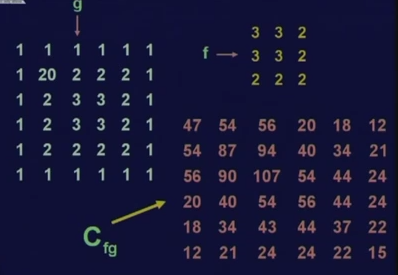 g
1 1 1 1 1 1
1 20 2 2 2 1
1 2 3 3 2 1
1 2 3 3 2 1
1 2 2 2 2 1
1 1 1 1 1 1
f
3 3 2
3 3 2
2 2 2
C fg
47 54 56 20 18 12
54 87 94 40 34 21
56 90 107 54 44 24
20 40 54 56 44 24
18 34 43 44 37 22
12 21 24 24 22 15